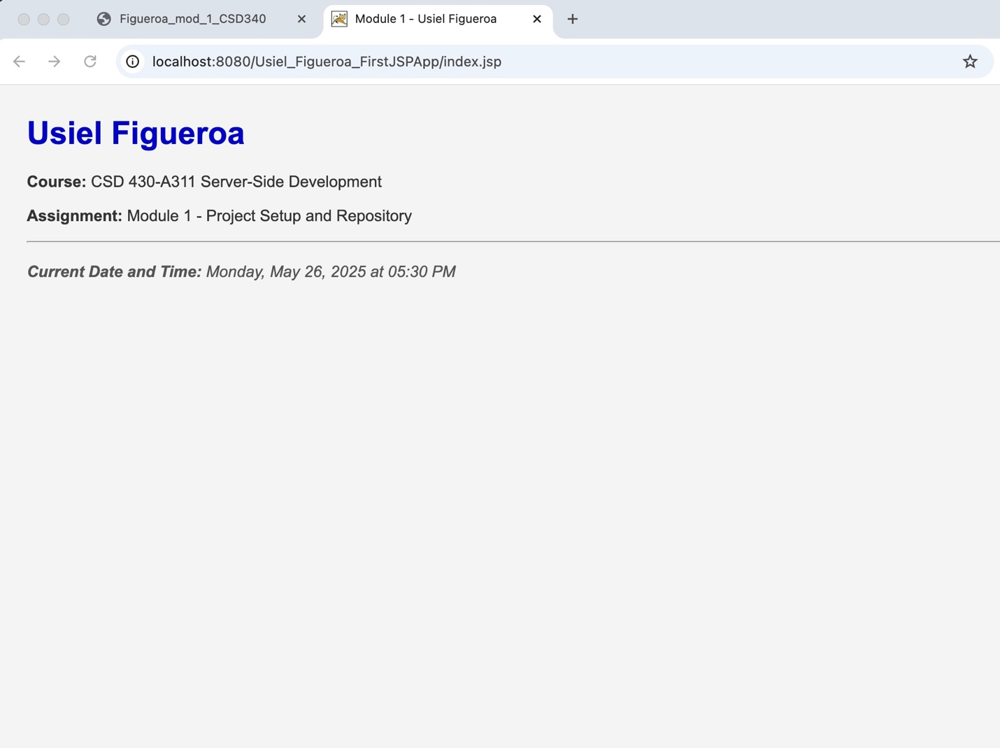 Figueroa_mod_1_CSD340
Module 1 - Usiel Figueroa
localhost:8080/Usiel_Figueroa_FirstJSPApp/index.jsp
Usiel Figueroa
Course: CSD 430-A311 Server-Side Development
Assignment: Module 1 - Project Setup and Repository
Current Date and Time: Monday, May 26, 2025 at 05:30 PM